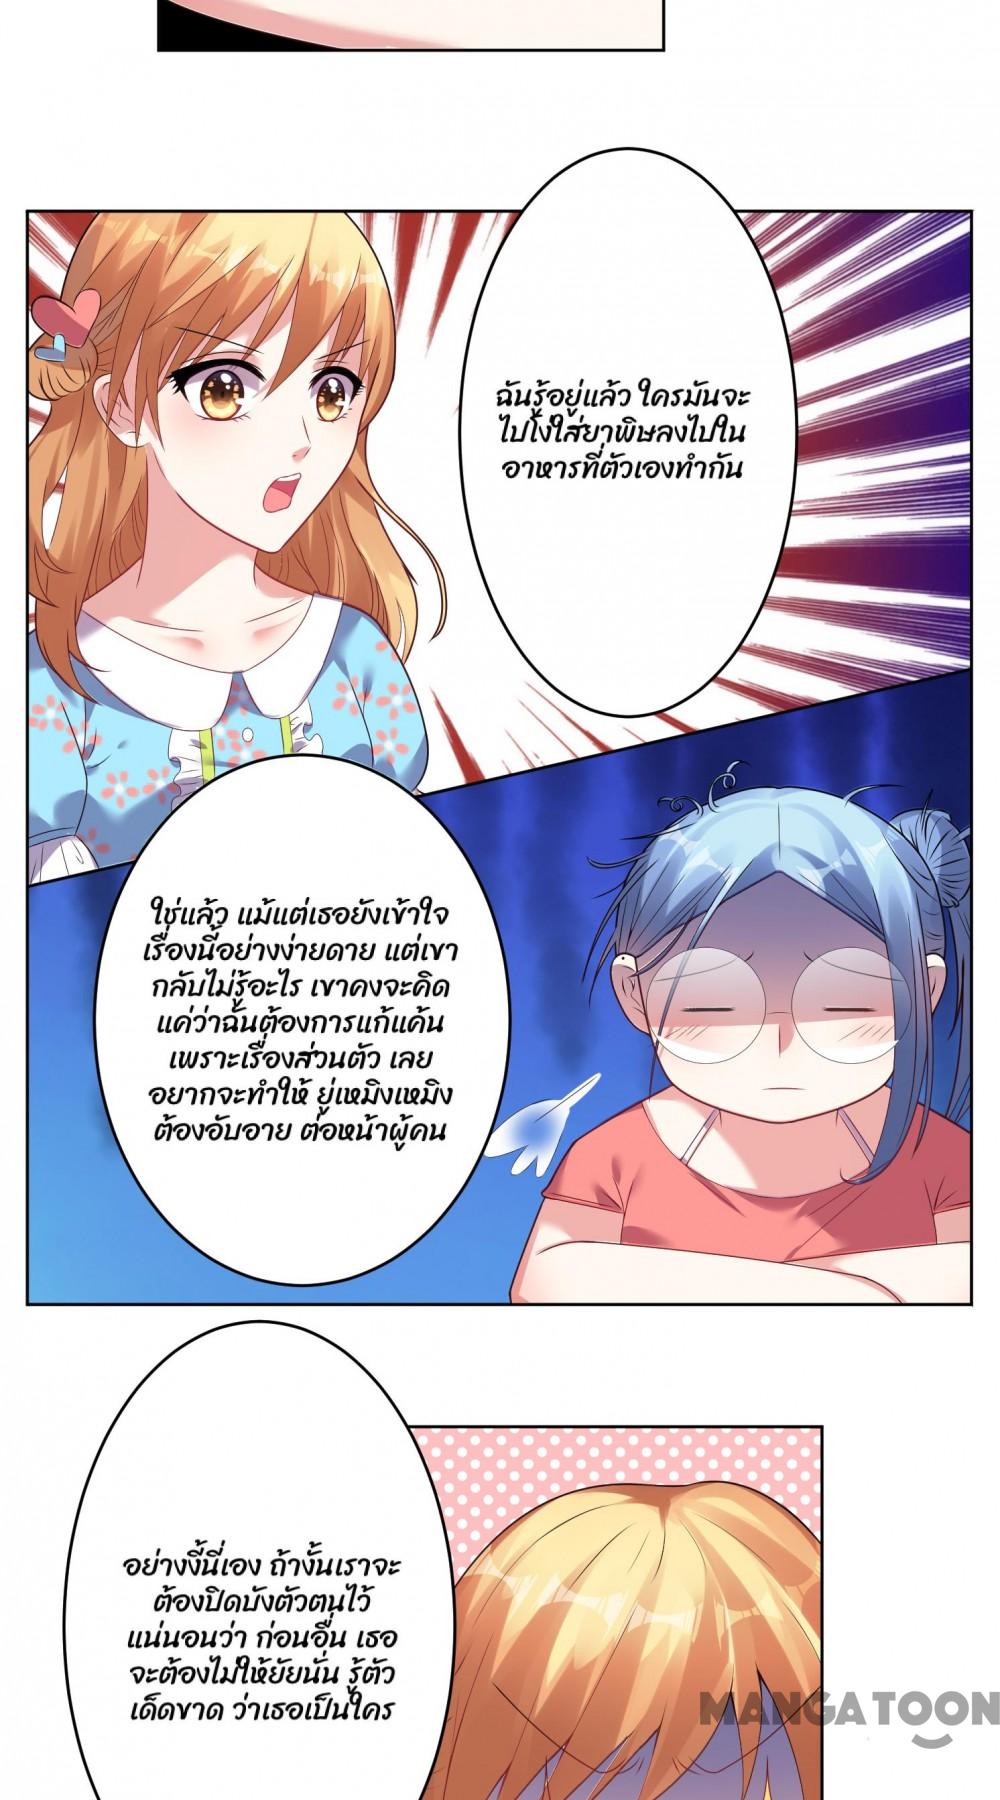 ฉันรู้อยู่แล้ว ใครมันจะ
ไปโง่ใส่ยาพิษลงไปใน
อาหารที่ตัวเองทำกัน
ใช่แล้ว แม้แต่เธอยังเข้าใจ
เรื่องนี้อย่างง่ายดาย แต่เขา
กลับไม่รู้อะไร เขาคงจะคิด
แค่ว่าฉันต้องการแก้แค้น
เพราะเรื่องส่วนตัว เลย
อยากจะทำให้ ยู่เหมิงเหมิง
ต้องอับอาย ต่อหน้าผู้คน
อย่างงี้นี่เอง ถ้างั้นเราจะ
ต้องปิดบังตัวตนไว้
แน่นอนว่า ก่อนอื่น เธอ
จะต้องไม่ให้ยัยนั่น รู้ตัว
เด็ดขาด ว่าเธอเป็นใคร
MANGATOON